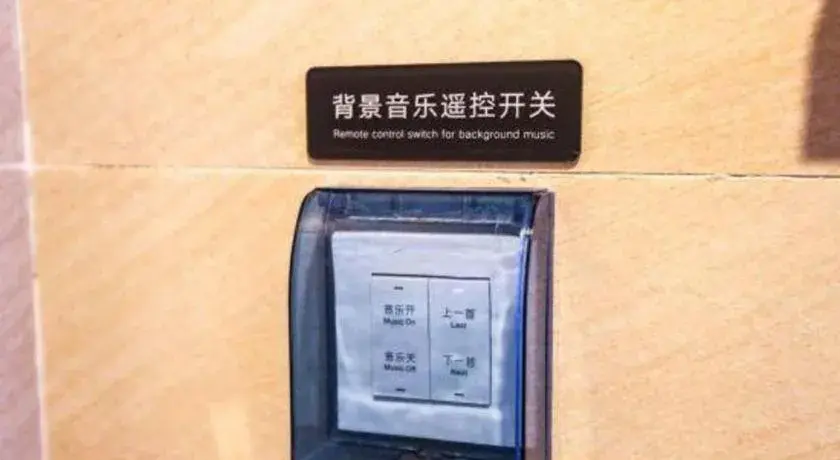 背景音乐遥控开关
Remote control switch for background music
音乐开
Music On
上一首
Last
音乐关
Music Off
下一首
Next